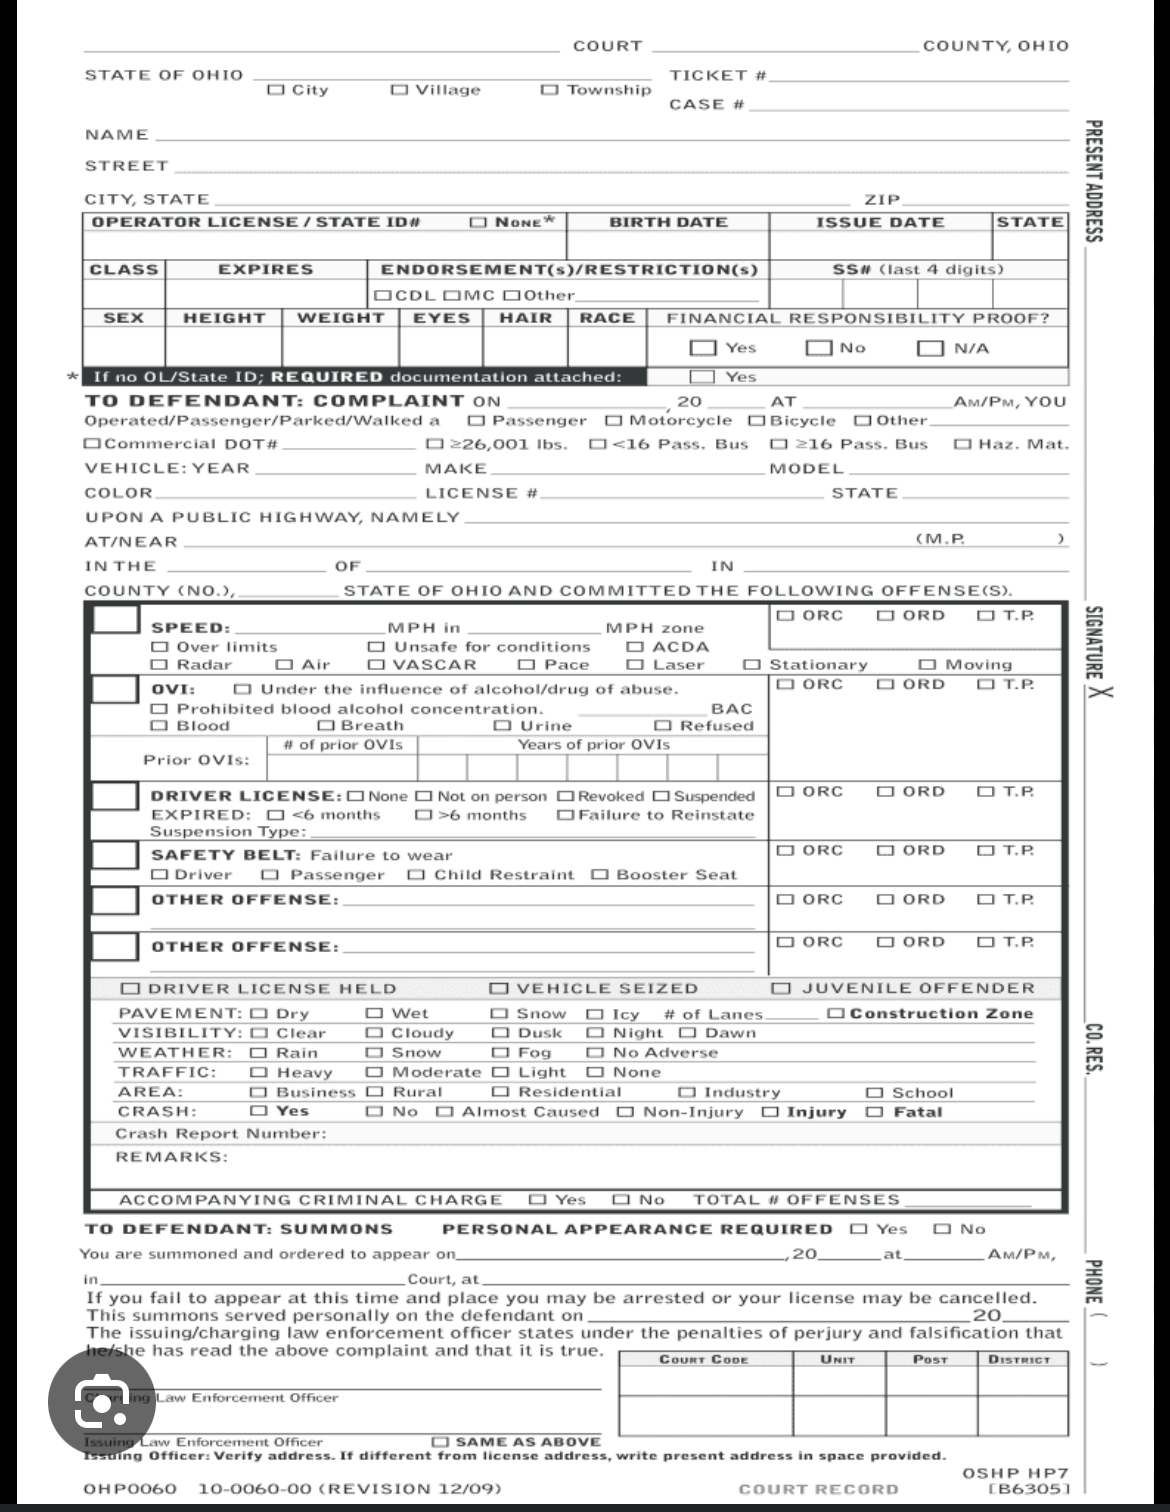 COURT COUNTY, OHIO
STATE OF OHIO TICKET #
City Village Township
CASE #
NAME
STREET
CITY, STATE ZIP
OPERATOR LICENSE / STATE ID# NONE* BIRTH DATE ISSUE DATE STATE
CLASS EXPIRES ENDORSEMENT(s)/RESTRICTION(s) SS# (last 4 digits)
CDL MC Other
SEX HEIGHT WEIGHT EYES HAIR RACE FINANCIAL RESPONSIBILITY PROOF?
Yes No N/A
* If no OL/State ID; REQUIRED documentation attached: Yes
TO DEFENDANT: COMPLAINT ON , 20 AT AM/PM, YOU
Operated/Passenger/Parked/Walked a Passenger Motorcycle Bicycle Other
Commercial DOT# ≥26,001 lbs. <16 Pass. Bus ≥16 Pass. Bus Haz. Mat.
VEHICLE: YEAR MAKE MODEL
COLOR LICENSE # STATE
UPON A PUBLIC HIGHWAY, NAMELY
AT/NEAR (M.P. )
IN THE OF IN
COUNTY (NO.), STATE OF OHIO AND COMMITTED THE FOLLOWING OFFENSE(S).
ORC ORD T.P.
SPEED: MPH in MPH zone
Over limits Unsafe for conditions ACDA
Radar Air VASCAR Pace Laser Stationary Moving
OVI: Under the influence of alcohol/drug of abuse. ORC ORD T.P.
Prohibited blood alcohol concentration. BAC
Blood Breath Urine Refused
# of prior OVIs Years of prior OVIs
Prior OVIs:
DRIVER LICENSE: None Not on person Revoked Suspended ORC ORD T.P.
EXPIRED: <6 months >6 months Failure to Reinstate
Suspension Type:
SAFETY BELT: Failure to wear ORC ORD T.P.
Driver Passenger Child Restraint Booster Seat
OTHER OFFENSE: ORC ORD T.P.
OTHER OFFENSE: ORC ORD T.P.
DRIVER LICENSE HELD VEHICLE SEIZED JUVENILE OFFENDER
PAVEMENT: Dry Wet Snow Icy # of Lanes Construction Zone
VISIBILITY: Clear Cloudy Dusk Night Dawn
WEATHER: Rain Snow Fog No Adverse
TRAFFIC: Heavy Moderate Light None
AREA: Business Rural Residential Industry School
CRASH: Yes No Almost Caused Non-Injury Injury Fatal
Crash Report Number:
REMARKS:
ACCOMPANYING CRIMINAL CHARGE Yes No TOTAL # OFFENSES
TO DEFENDANT: SUMMONS PERSONAL APPEARANCE REQUIRED Yes No
You are summoned and ordered to appear on ,20 at AM/PM,
in Court, at
If you fail to appear at this time and place you may be arrested or your license may be cancelled.
This summons served personally on the defendant on 20
The issuing/charging law enforcement officer states under the penalties of perjury and falsification that
he/she has read the above complaint and that it is true.
COURT CODE UNIT POST DISTRICT
Charging Law Enforcement Officer
Issuing Law Enforcement Officer SAME AS ABOVE
Issuing Officer: Verify address. If different from license address, write present address in space provided.
OSHP HP7
OHP0060 10-0060-00 (REVISION 12/09) COURT RECORD [B6305]
PRESENT ADDRESS
SIGNATURE X
CO. RES.
PHONE ( )